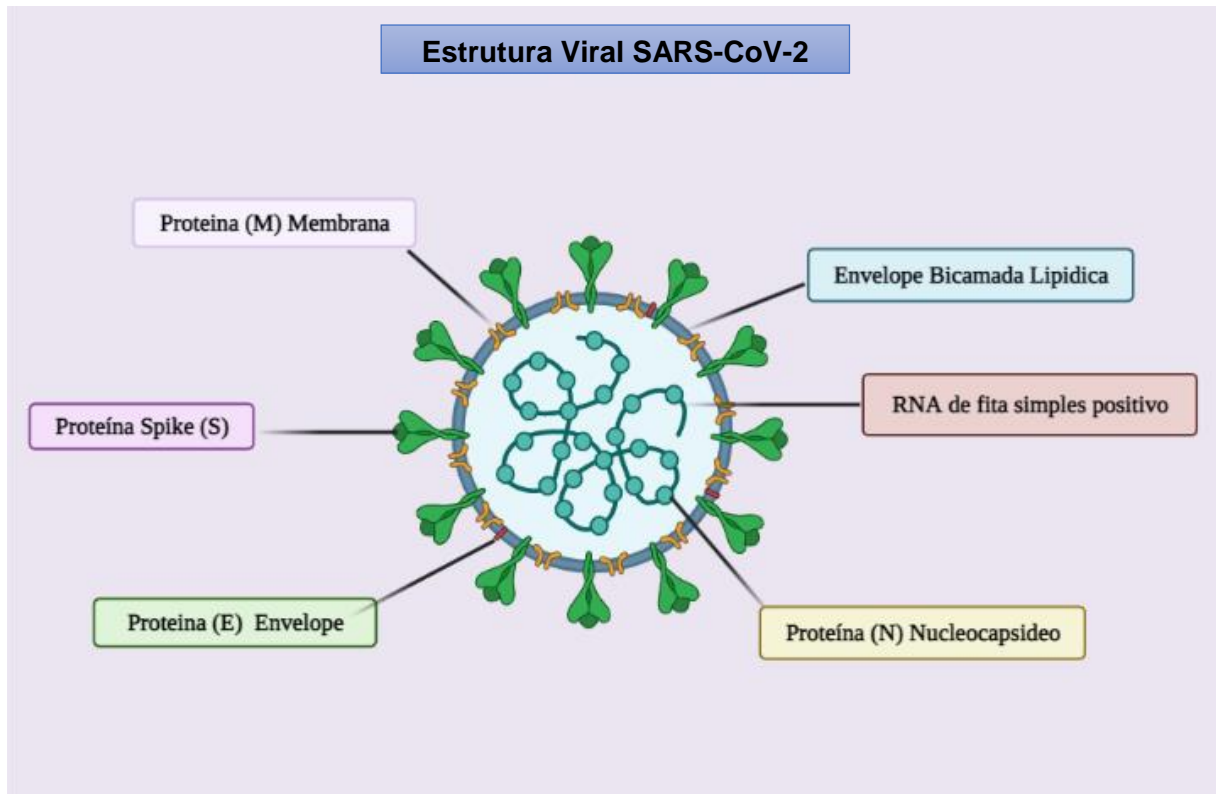 Estrutura Viral SARS-CoV-2
Proteina (M) Membrana
Envelope Bicamada Lipidica
RNA de fita simples positivo
Proteína Spike (S)
Proteina (E) Envelope
Proteína (N) Nucleocapsideo